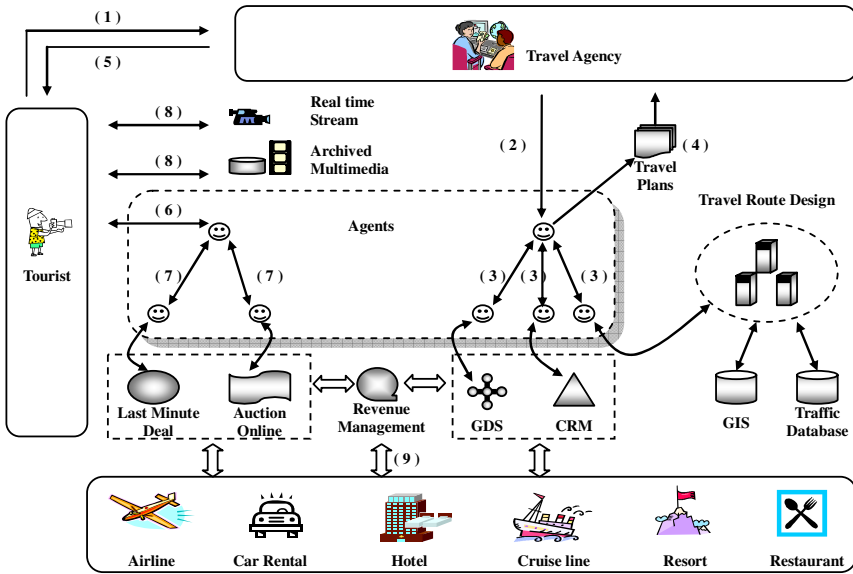 ( 1 )
Travel Agency
( 5 )
Real time
Stream
( 8 )
( 2 )
( 4 )
Archived
Multimedia
( 8 )
Travel
Plans
( 6 )
Agents
Travel Route Design
Tourist
( 7 )
( 7 )
( 3 )
( 3 )
( 3 )
Last Minute
Deal
Auction
Online
Revenue
Management
GDS
CRM
GIS
Traffic
Database
( 9 )
Airline
Car Rental
Hotel
Cruise line
Resort
Restaurant